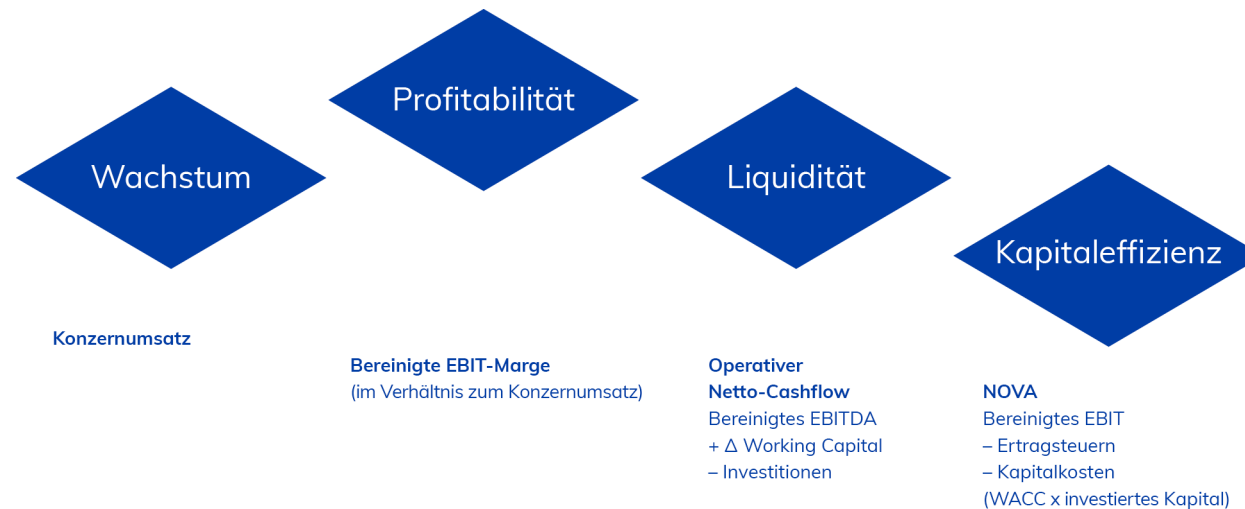 Wachstum
Profitabilität
Liquidität
Kapitaleffizienz
Konzernumsatz
Bereinigte EBIT-Marge
(im Verhältnis zum Konzernumsatz)
Operativer
Netto-Cashflow
Bereinigtes EBITDA
+ Δ Working Capital
– Investitionen
NOVA
Bereinigtes EBIT
– Ertragsteuern
– Kapitalkosten
(WACC x investiertes Kapital)